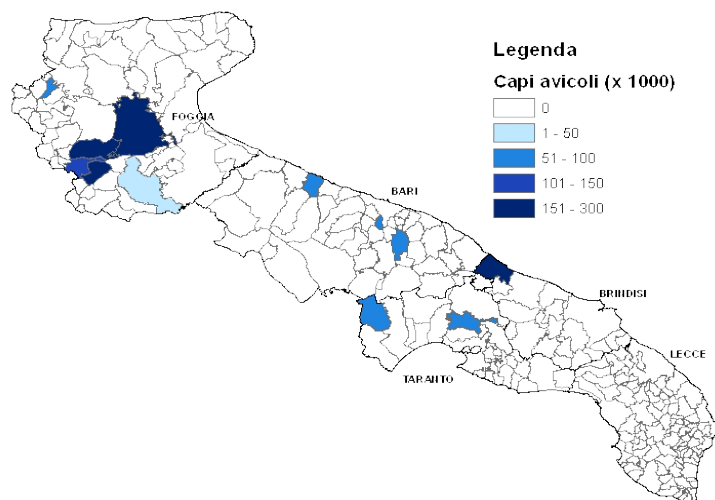 Legenda
Capi avicoli (x 1000)
0
1 - 50
51 - 100
101 - 150
151 - 300
FOGGIA
BARI
BRINDISI
LECCE
TARANTO